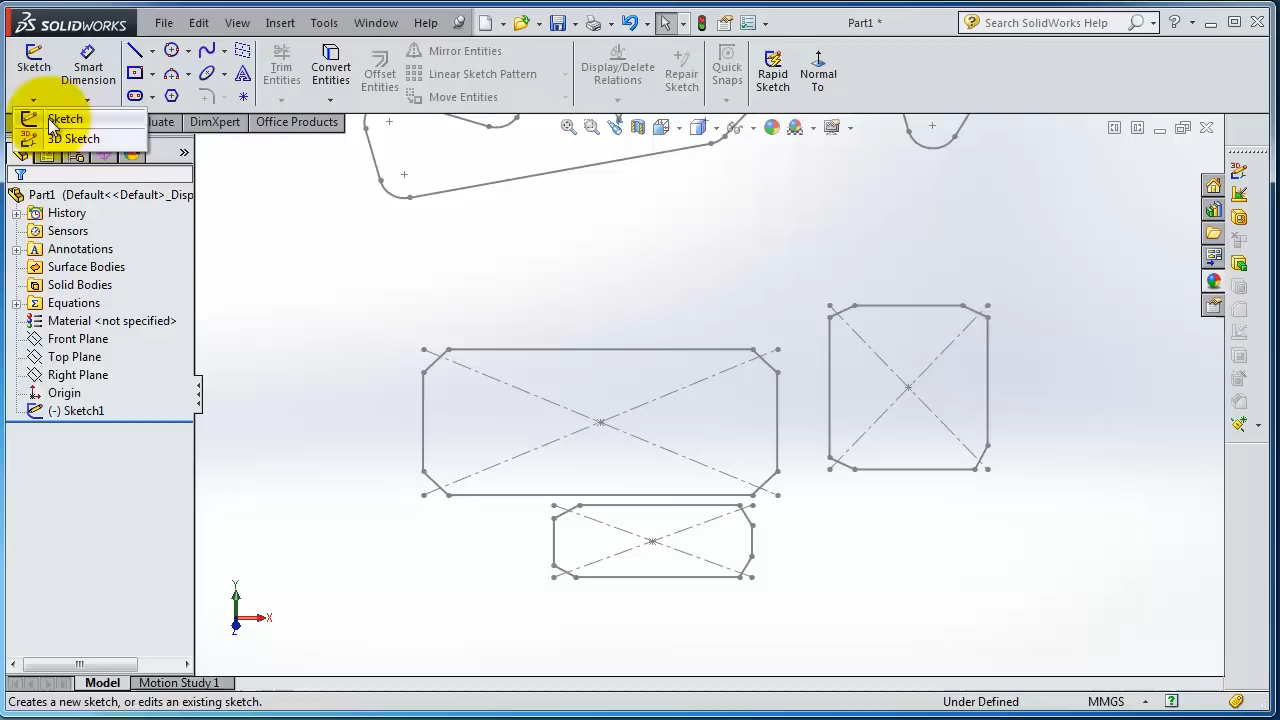 SOLIDWORKS File Edit View Insert Tools Window Help Part1 * Search SolidWorks Help
Sketch Smart Dimension Trim Entities Convert Entities Offset Entities Mirror Entities Linear Sketch Pattern Move Entities Display/Delete Relations Repair Sketch Quick Snaps Rapid Sketch Normal To
Sketch
3D Sketch
uate DimXpert Office Products
Part1 (Default<<Default>_Disp
History
Sensors
Annotations
Surface Bodies
Solid Bodies
Equations
Material <not specified>
Front Plane
Top Plane
Right Plane
Origin
(-) Sketch1
Y
X
Z
Model Motion Study 1
Creates a new sketch, or edits an existing sketch. Under Defined MMGS